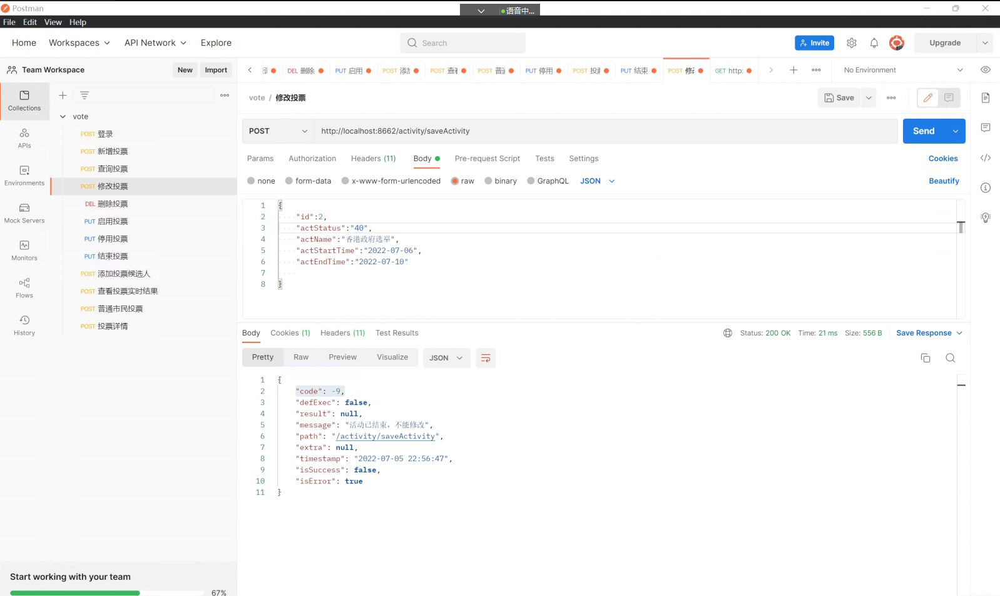 Postman
语音中...
File Edit View Help
Home Workspaces API Network Explore
Search
Invite
Upgrade
Team Workspace
New Import
DEL 删除
PUT 启用
POST 添加
POST 查看
POST 普通
PUT 停用
POST 投票
PUT 结束
POST 修改
GET http:
No Environment
Collections
APIs
Environments
Mock Servers
Monitors
Flows
History
vote
POST 登录
POST 新增投票
POST 查询投票
POST 修改投票
DEL 删除投票
PUT 启用投票
PUT 停用投票
PUT 结束投票
POST 添加投票候选人
POST 查看投票实时结果
POST 普通市民投票
POST 投票详情
Start working with your team
67%
vote / 修改投票
Save
POST http://localhost:8662/activity/saveActivity
Send
Params Authorization Headers (11) Body Pre-request Script Tests Settings
Cookies
none form-data x-www-form-urlencoded raw binary GraphQL JSON
Beautify
1 {
2 "id":2,
3 "actStatus":"40",
4 "actName":"香港政府选举",
5 "actStartTime":"2022-07-06",
6 "actEndTime":"2022-07-10"
7
8 }
Body Cookies (1) Headers (11) Test Results
Status: 200 OK Time: 21 ms Size: 556 B Save Response
Pretty Raw Preview Visualize JSON
1 {
2 "code": -9,
3 "defExec": false,
4 "result": null,
5 "message": "活动已结束，不能修改",
6 "path": "/activity/saveActivity",
7 "extra": null,
8 "timestamp": "2022-07-05 22:56:47",
9 "isSuccess": false,
10 "isError": true
11 }